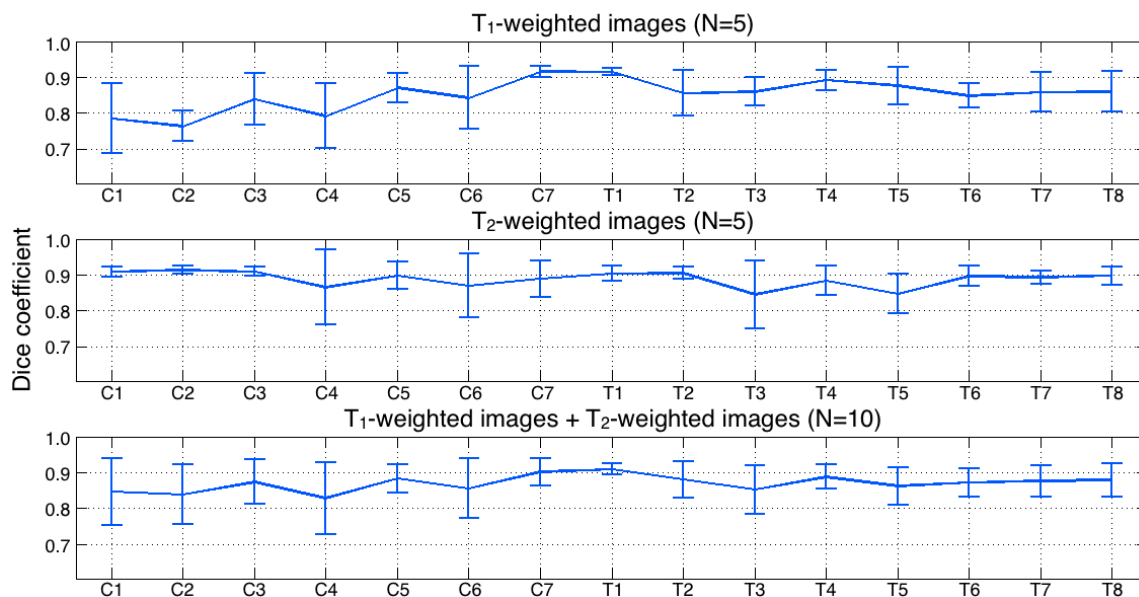 T₁-weighted images (N=5)
1.0
0.9
0.8
0.7
C1 C2 C3 C4 C5 C6 C7 T1 T2 T3 T4 T5 T6 T7 T8
T₂-weighted images (N=5)
Dice coefficient
1.0
0.9
0.8
0.7
C1 C2 C3 C4 C5 C6 C7 T1 T2 T3 T4 T5 T6 T7 T8
T₁-weighted images + T₂-weighted images (N=10)
1.0
0.9
0.8
0.7
C1 C2 C3 C4 C5 C6 C7 T1 T2 T3 T4 T5 T6 T7 T8